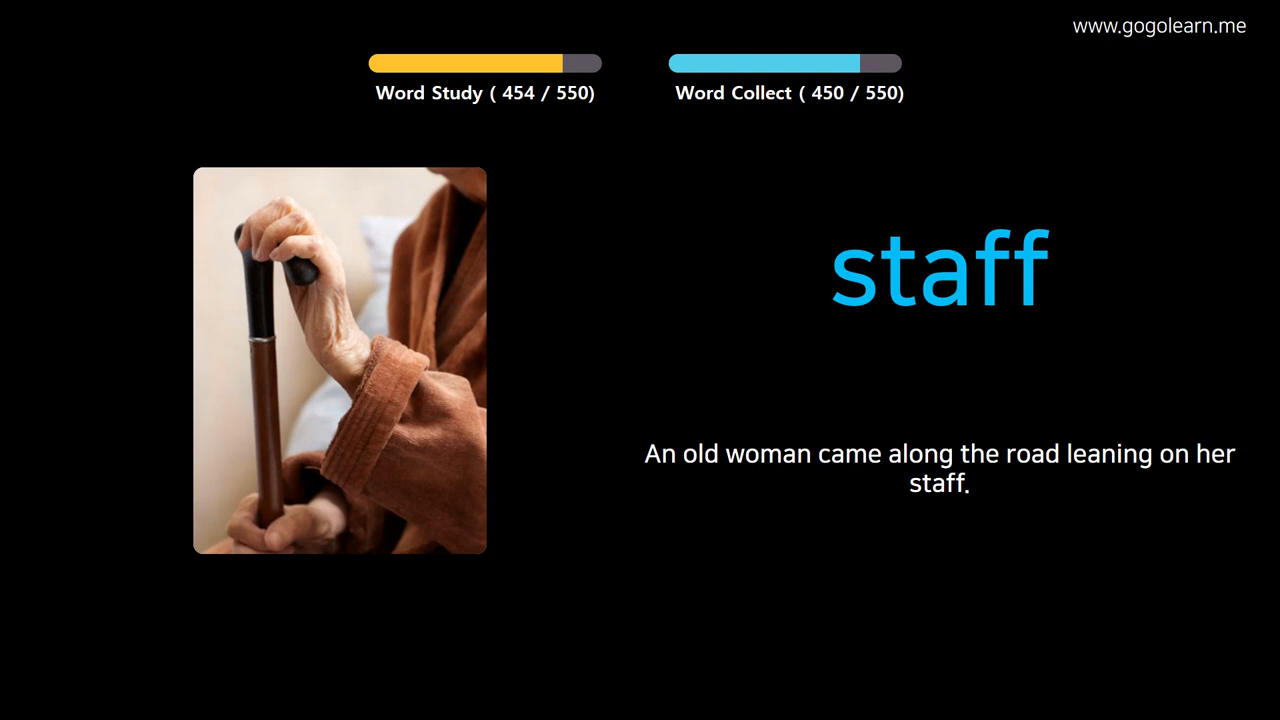 www.gogolearn.me
Word Study ( 454 / 550)
Word Collect ( 450 / 550)
staff
An old woman came along the road leaning on her
staff.